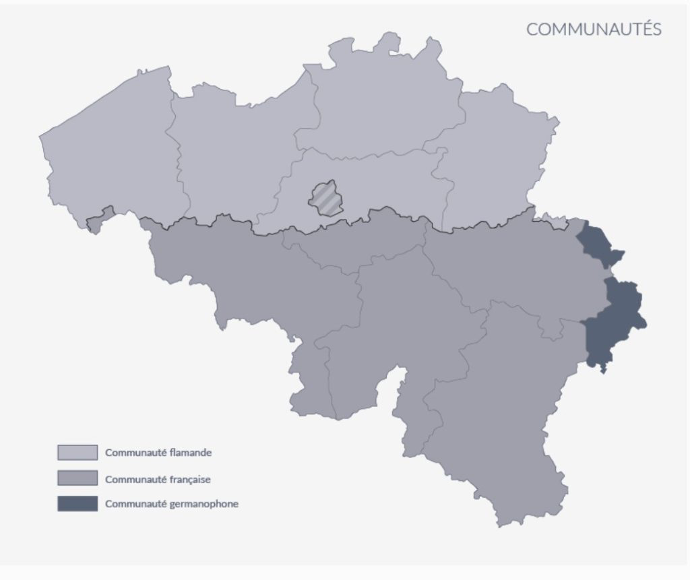 COMMUNAUTÉS
Communauté flamande
Communauté française
Communauté germanophone